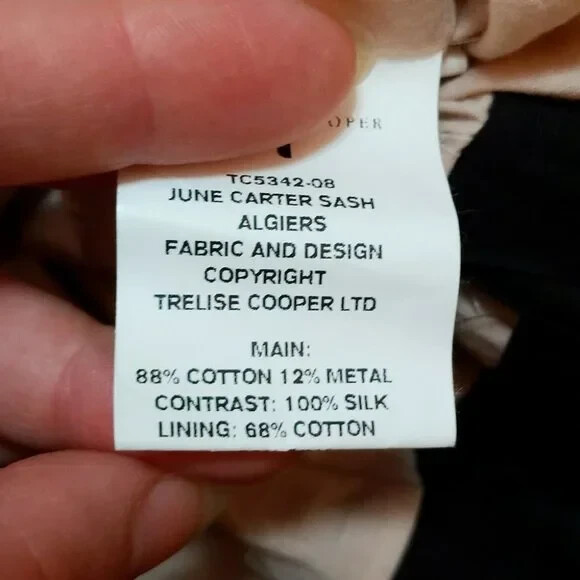 OPER
TC5342-08
JUNE CARTER SASH
ALGIERS
FABRIC AND DESIGN
COPYRIGHT
TRELISE COOPER LTD
MAIN:
88% COTTON 12% METAL
CONTRAST: 100% SILK
LINING: 68% COTTON